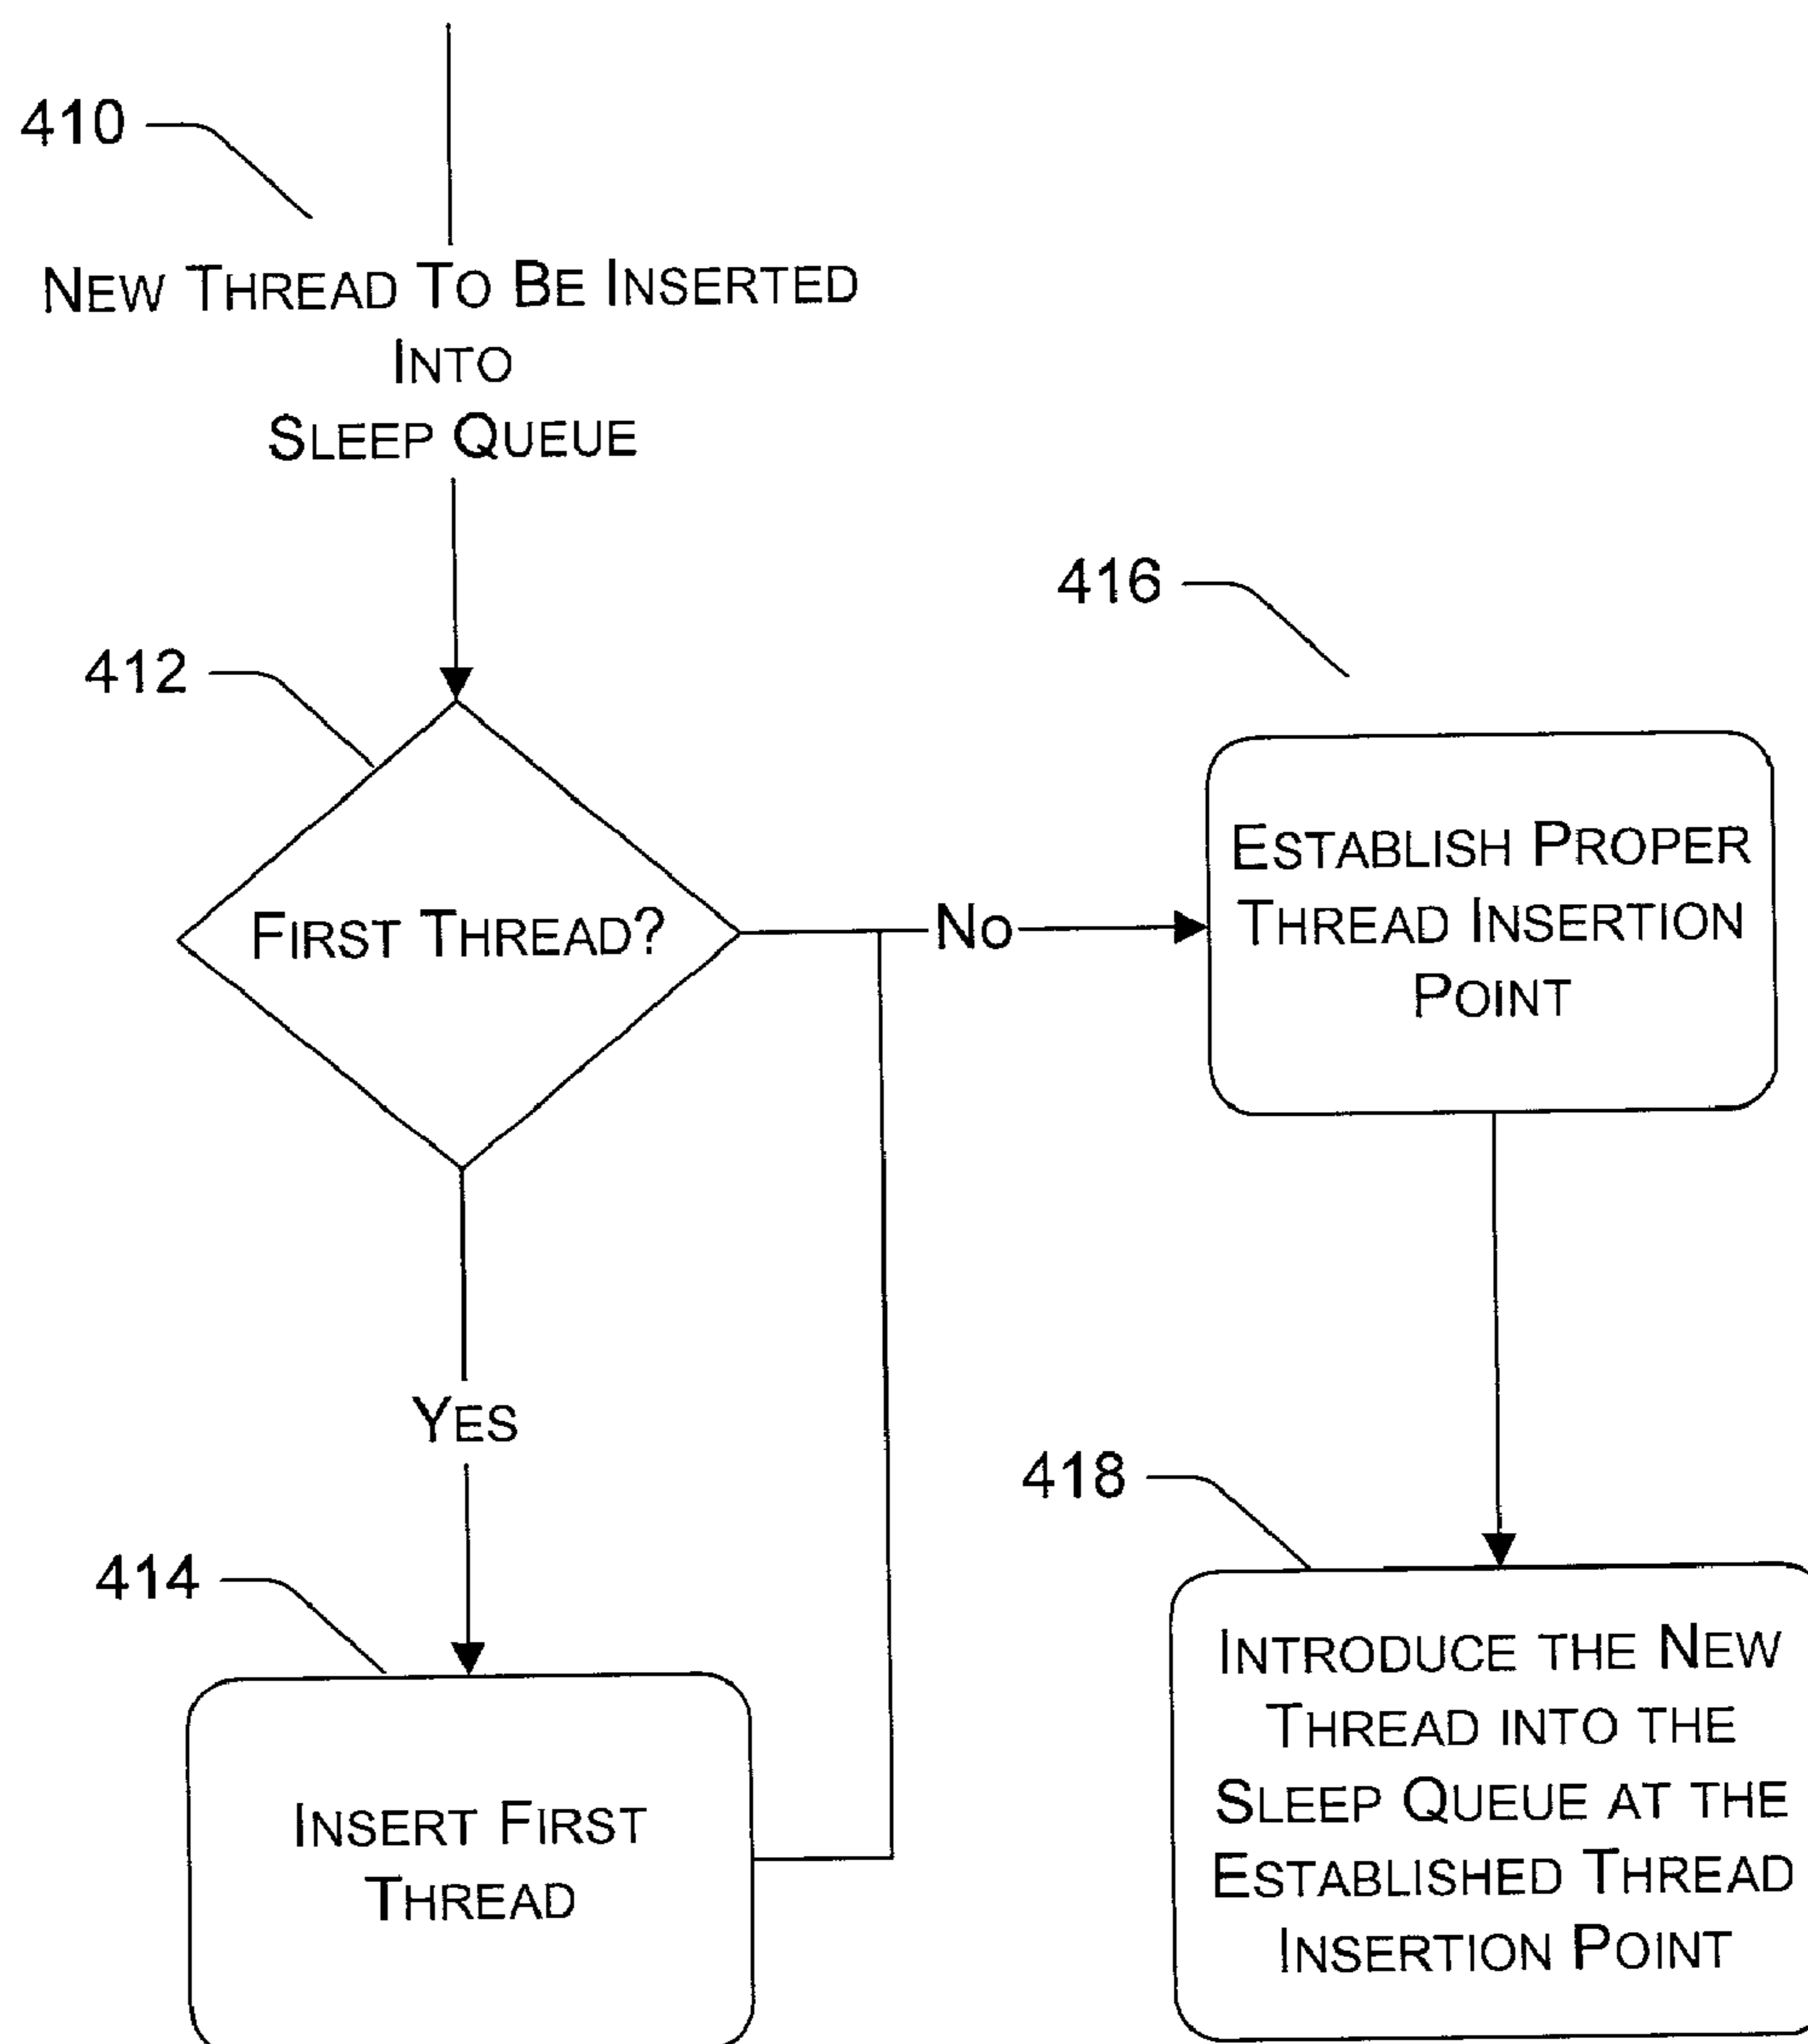 410
NEW THREAD TO BE INSERTED
INTO
SLEEP QUEUE
412
FIRST THREAD?
NO
416
ESTABLISH PROPER
THREAD INSERTION
POINT
YES
414
INSERT FIRST
THREAD
418
INTRODUCE THE NEW
THREAD INTO THE
SLEEP QUEUE AT THE
ESTABLISHED THREAD
INSERTION POINT